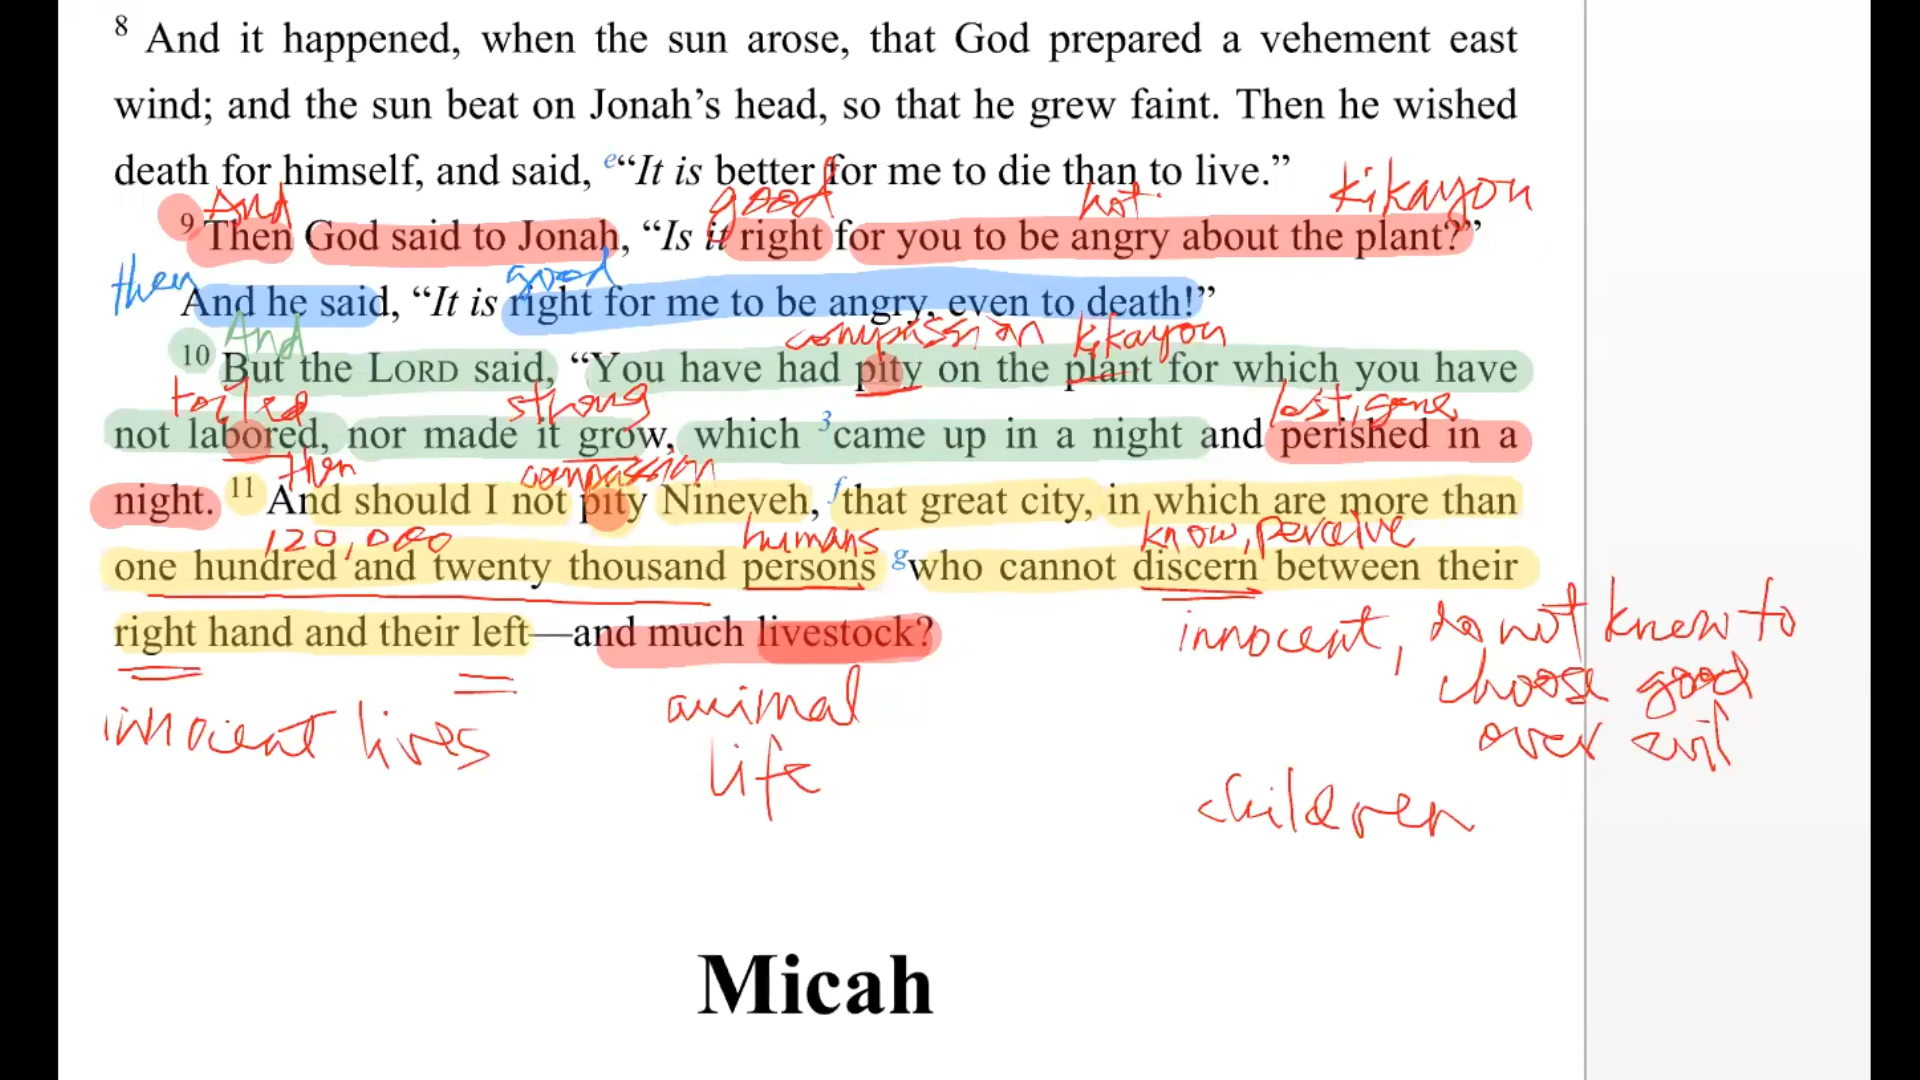 8 And it happened, when the sun arose, that God prepared a vehement east
wind; and the sun beat on Jonah’s head, so that he grew faint. Then he wished
death for himself, and said, e“It is better for me to die than to live.”
And good hot kikayon
9 Then God said to Jonah, “Is it right for you to be angry about the plant?”
then good
And he said, “It is right for me to be angry, even to death!”
And compassion kikayon
10 But the LORD said, “You have had pity on the plant for which you have
toiled strong lost, gone
not labored, nor made it grow, which 3came up in a night and perished in a
then compassion
night. 11 And should I not pity Nineveh, fthat great city, in which are more than
120,000 humans know, perceive
one hundred and twenty thousand persons gwho cannot discern between their
right hand and their left—and much livestock?
innocent, do not know to
choose good
over evil
innocent lives
animal
life
children
Micah